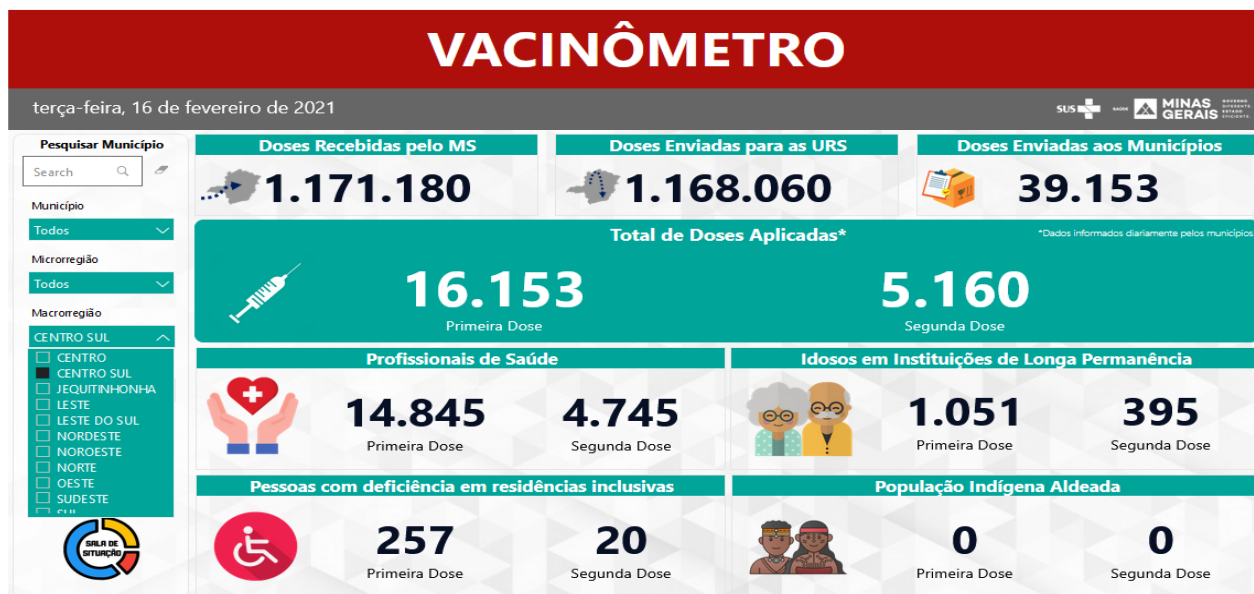 VACINÔMETRO
terça-feira, 16 de fevereiro de 2021
SUS
SAÚDE
MINAS GERAIS
GOVERNO DIFERENTE. ESTADO EFICIENTE.
Pesquisar Município
Search
Município
Todos
Microrregião
Todos
Macrorregião
CENTRO SUL
CENTRO
CENTRO SUL
JEQUITINHONHA
LESTE
LESTE DO SUL
NORDESTE
NOROESTE
NORTE
OESTE
SUDESTE
SUL
SALA DE SITUAÇÃO
Doses Recebidas pelo MS
1.171.180
Doses Enviadas para as URS
1.168.060
Doses Enviadas aos Municípios
39.153
Total de Doses Aplicadas*
*Dados informados diariamente pelos municípios
16.153
Primeira Dose
5.160
Segunda Dose
Profissionais de Saúde
14.845
Primeira Dose
4.745
Segunda Dose
Idosos em Instituições de Longa Permanência
1.051
Primeira Dose
395
Segunda Dose
Pessoas com deficiência em residências inclusivas
257
Primeira Dose
20
Segunda Dose
População Indígena Aldeada
0
Primeira Dose
0
Segunda Dose